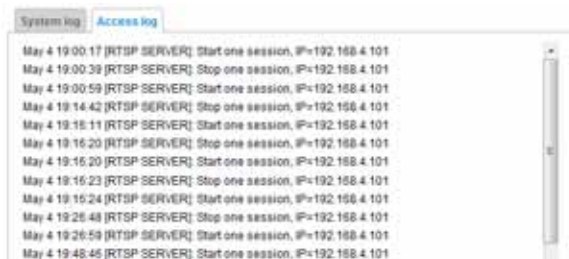 System log Access log
May 4 19:00:17 [RTSP SERVER]: Start one session, IP=192.168.4.101
May 4 19:00:39 [RTSP SERVER]: Stop one session, IP=192.168.4.101
May 4 19:00:59 [RTSP SERVER]: Start one session, IP=192.168.4.101
May 4 19:14:42 [RTSP SERVER]: Stop one session, IP=192.168.4.101
May 4 19:16:11 [RTSP SERVER]: Start one session, IP=192.168.4.101
May 4 19:16:20 [RTSP SERVER]: Stop one session, IP=192.168.4.101
May 4 19:16:20 [RTSP SERVER]: Start one session, IP=192.168.4.101
May 4 19:16:23 [RTSP SERVER]: Stop one session, IP=192.168.4.101
May 4 19:16:24 [RTSP SERVER]: Start one session, IP=192.168.4.101
May 4 19:26:48 [RTSP SERVER]: Stop one session, IP=192.168.4.101
May 4 19:26:59 [RTSP SERVER]: Start one session, IP=192.168.4.101
May 4 19:48:46 [RTSP SERVER]: Start one session, IP=192.168.4.101